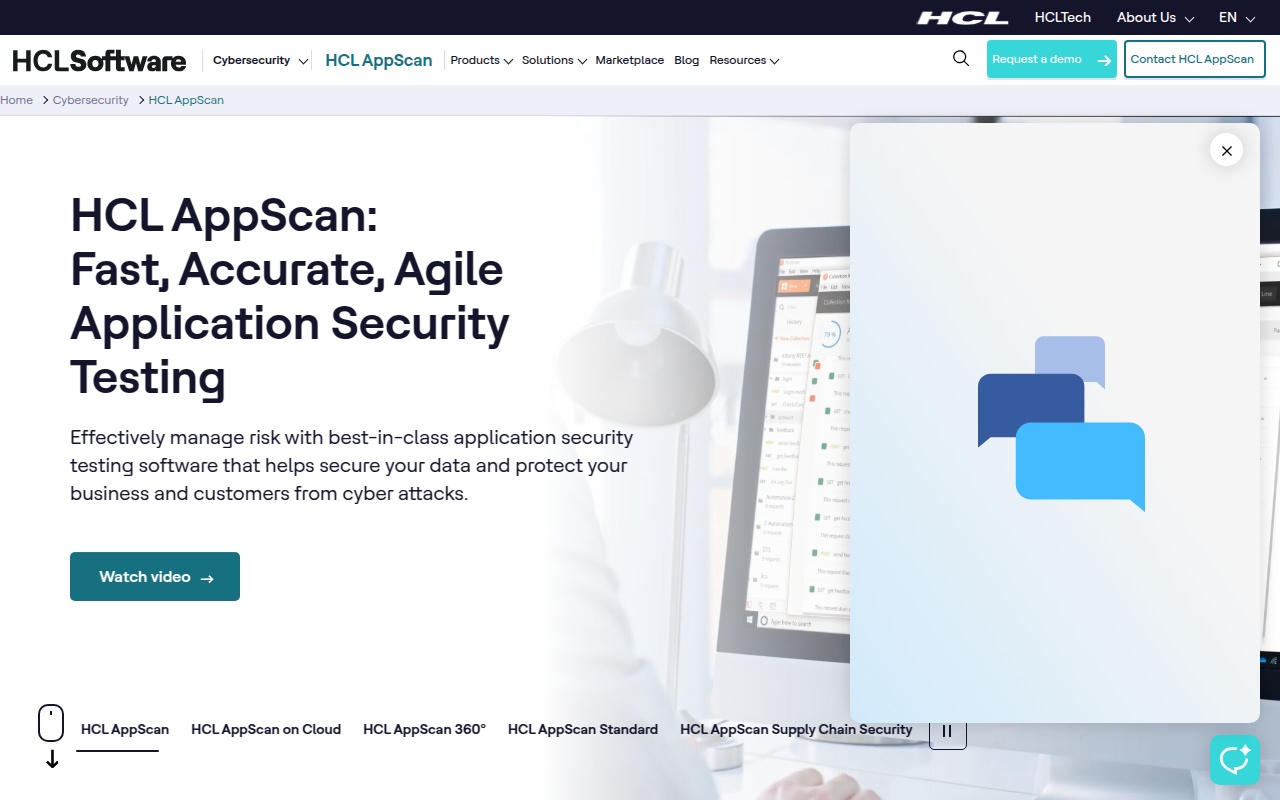 HCL
HCLTech
About Us
EN
HCLSoftware
Cybersecurity
HCL AppScan
Products
Solutions
Marketplace
Blog
Resources
Request a demo
Contact HCL AppScan
Home
Cybersecurity
HCL AppScan
HCL AppScan:
Fast, Accurate, Agile
Application Security
Testing
Effectively manage risk with best-in-class application security
testing software that helps secure your data and protect your
business and customers from cyber attacks.
Watch video
HCL AppScan
HCL AppScan on Cloud
HCL AppScan 360°
HCL AppScan Standard
HCL AppScan Supply Chain Security